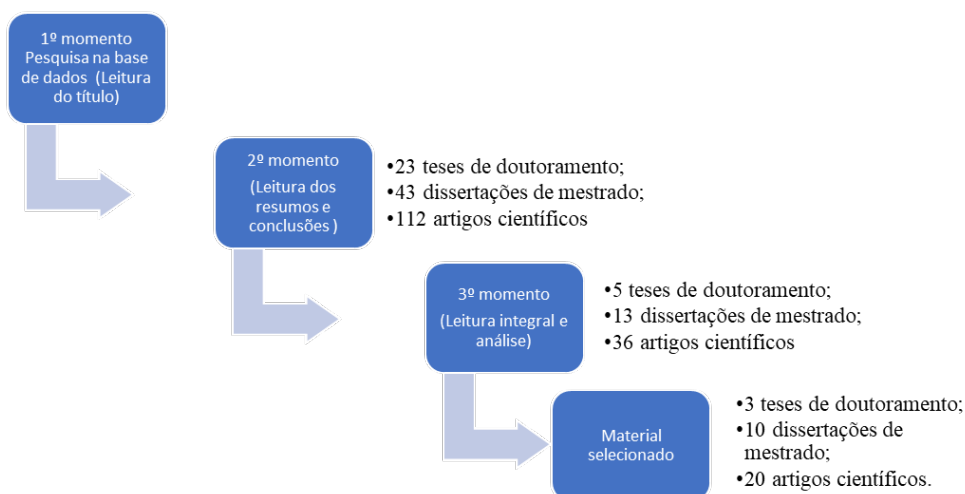 1º momento
Pesquisa na base
de dados (Leitura
do título)
2º momento
(Leitura dos
resumos e
conclusões )
•23 teses de doutoramento;
•43 dissertações de mestrado;
•112 artigos científicos
3º momento
(Leitura integral e
análise)
•5 teses de doutoramento;
•13 dissertações de mestrado;
•36 artigos científicos
Material
selecionado
•3 teses de doutoramento;
•10 dissertações de
mestrado;
•20 artigos científicos.